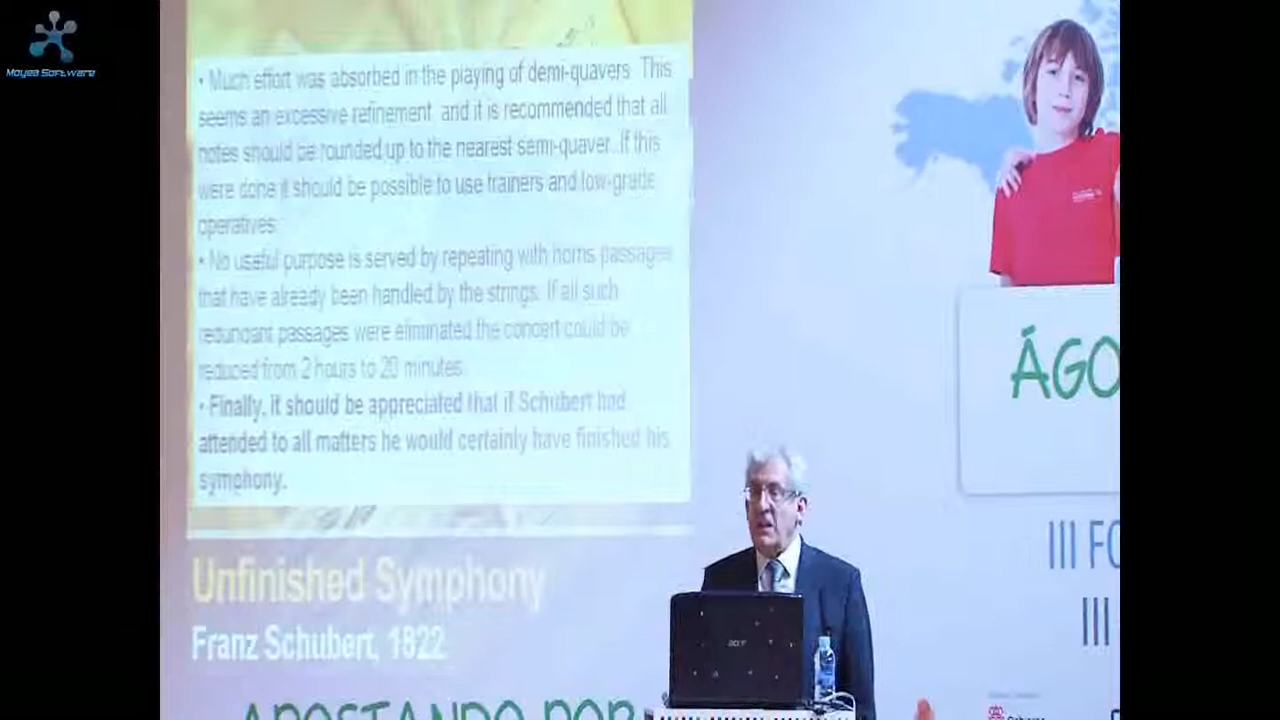 Moyea Software
• Much effort was absorbed in the playing of demi-quavers. This
seems an excessive refinement, and it is recommended that all
notes should be rounded up to the nearest semi-quaver. If this
were done it should be possible to use trainers and low-grade
operatives.
• No useful purpose is served by repeating with horns passages
that have already been handled by the strings. If all such
redundant passages were eliminated the concert could be
reduced from 2 hours to 20 minutes.
• Finally, it should be appreciated that if Schubert had
attended to all matters he would certainly have finished his
symphony.
Unfinished Symphony
Franz Schubert, 1822
APOSTANDO POR
acer
ÁGO
III FO
III